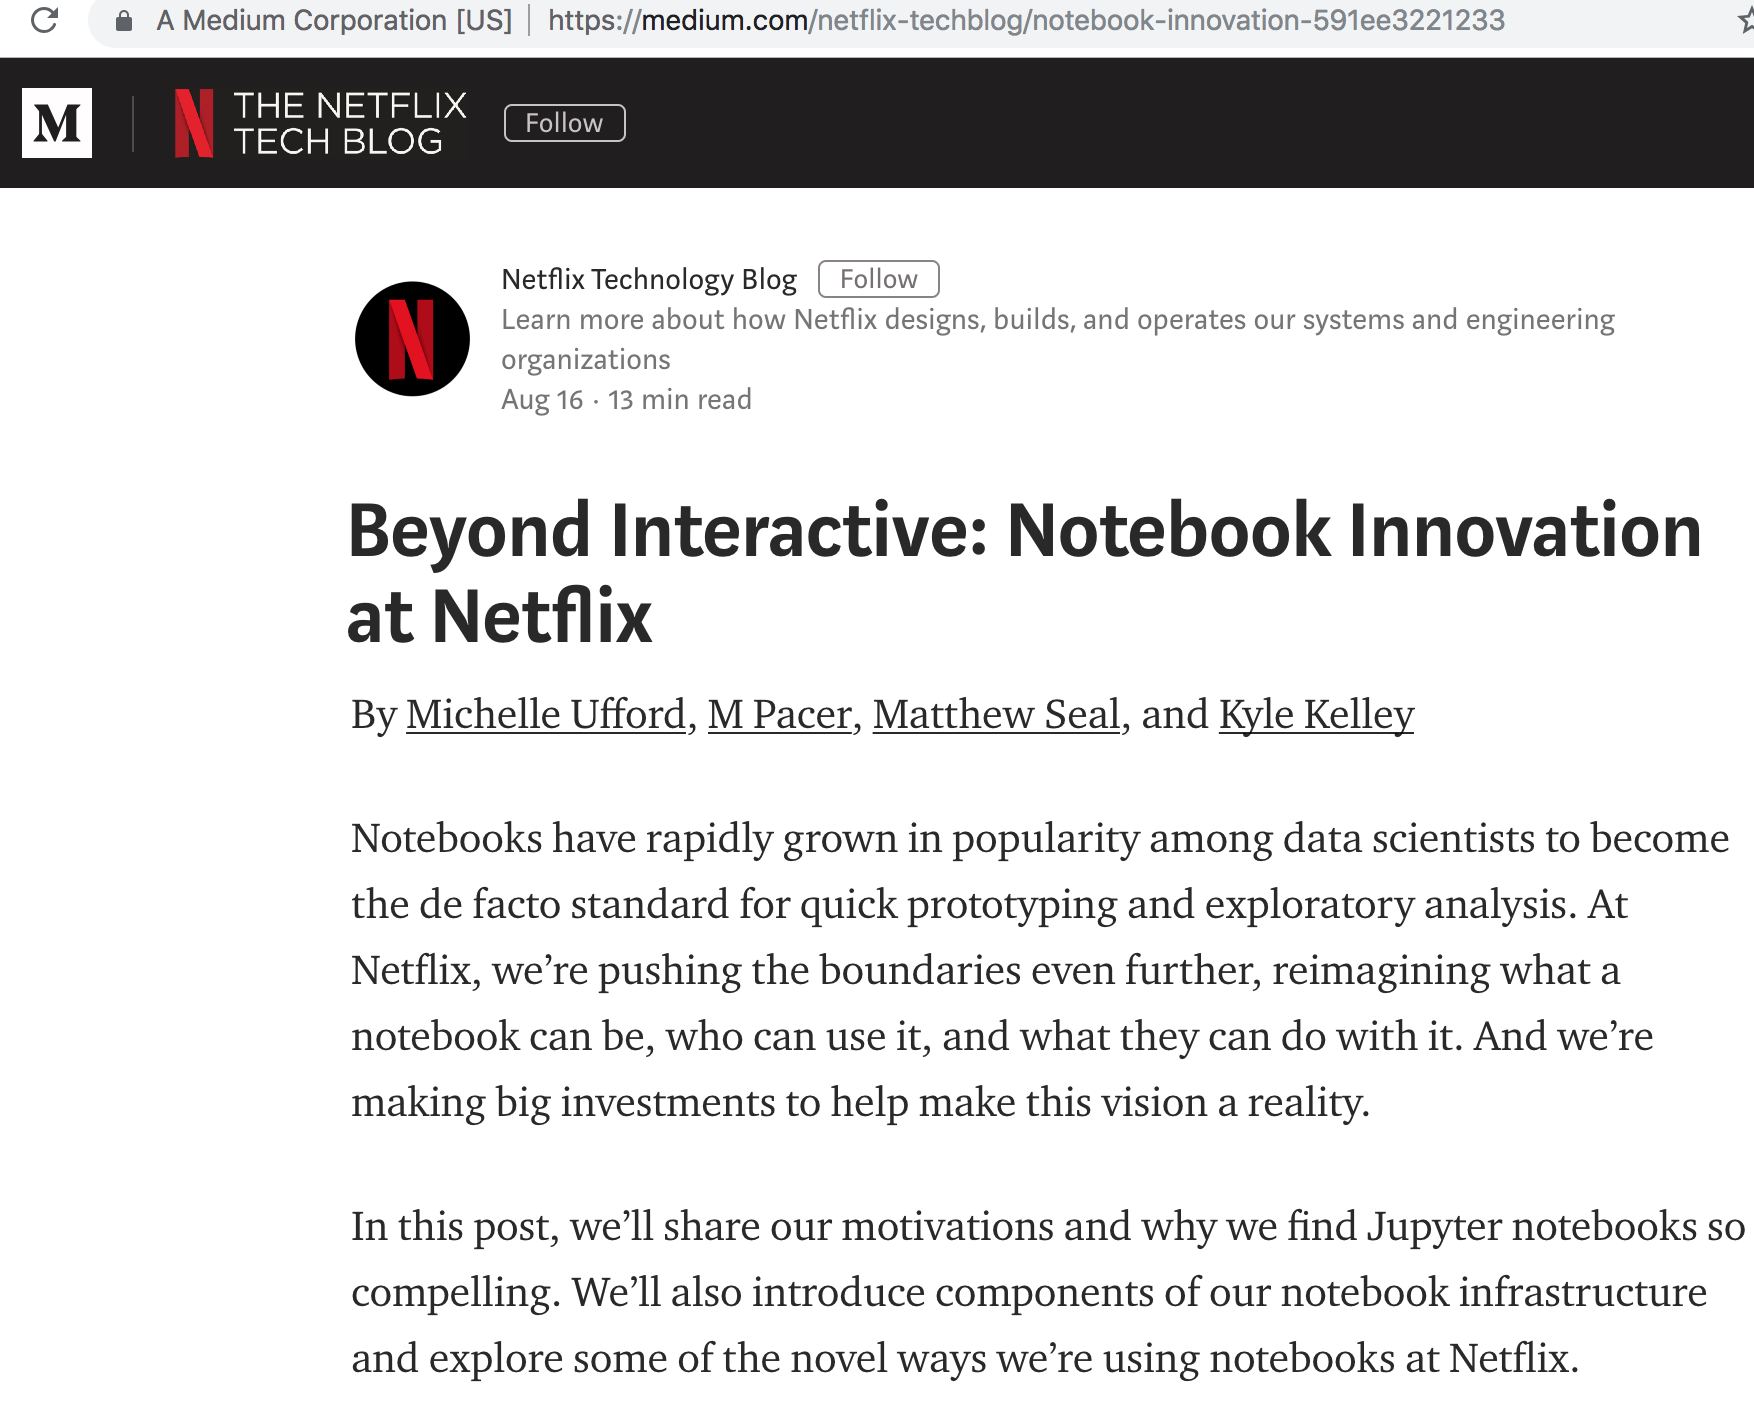 A Medium Corporation [US] | https://medium.com/netflix-techblog/notebook-innovation-591ee3221233
M
N
THE NETFLIX
TECH BLOG
Follow
N
Netflix Technology Blog Follow
Learn more about how Netflix designs, builds, and operates our systems and engineering
organizations
Aug 16 · 13 min read
Beyond Interactive: Notebook Innovation
at Netflix
By Michelle Ufford, M Pacer, Matthew Seal, and Kyle Kelley
Notebooks have rapidly grown in popularity among data scientists to become
the de facto standard for quick prototyping and exploratory analysis. At
Netflix, we’re pushing the boundaries even further, reimagining what a
notebook can be, who can use it, and what they can do with it. And we’re
making big investments to help make this vision a reality.
In this post, we’ll share our motivations and why we find Jupyter notebooks so
compelling. We’ll also introduce components of our notebook infrastructure
and explore some of the novel ways we’re using notebooks at Netflix.